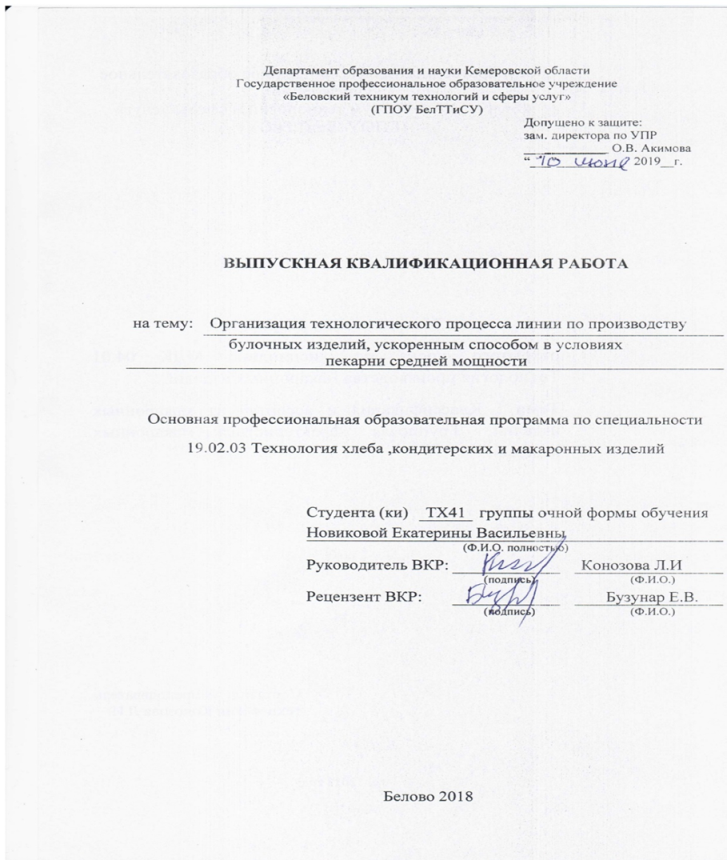 Департамент образования и науки Кемеровской области
Государственное профессиональное образовательное учреждение
«Беловский техникум технологий и сферы услуг»
(ГПОУ БелТТиСУ)
Допущено к защите:
зам. директора по УПР
____________ О.В. Акимова
“ 10 июня 2019__г.
ВЫПУСКНАЯ КВАЛИФИКАЦИОННАЯ РАБОТА
на тему: Организация технологического процесса линии по производству
булочных изделий, ускоренным способом в условиях
пекарни средней мощности
Основная профессиональная образовательная программа по специальности
19.02.03 Технология хлеба ,кондитерских и макаронных изделий
Студента (ки) ТХ41 группы очной формы обучения
Новиковой Екатерины Васильевны
(Ф.И.О. полностью)
Руководитель ВКР: Конозова Л.И
(подпись) (Ф.И.О.)
Рецензент ВКР: Бузунар Е.В.
(подпись) (Ф.И.О.)
Белово 2018